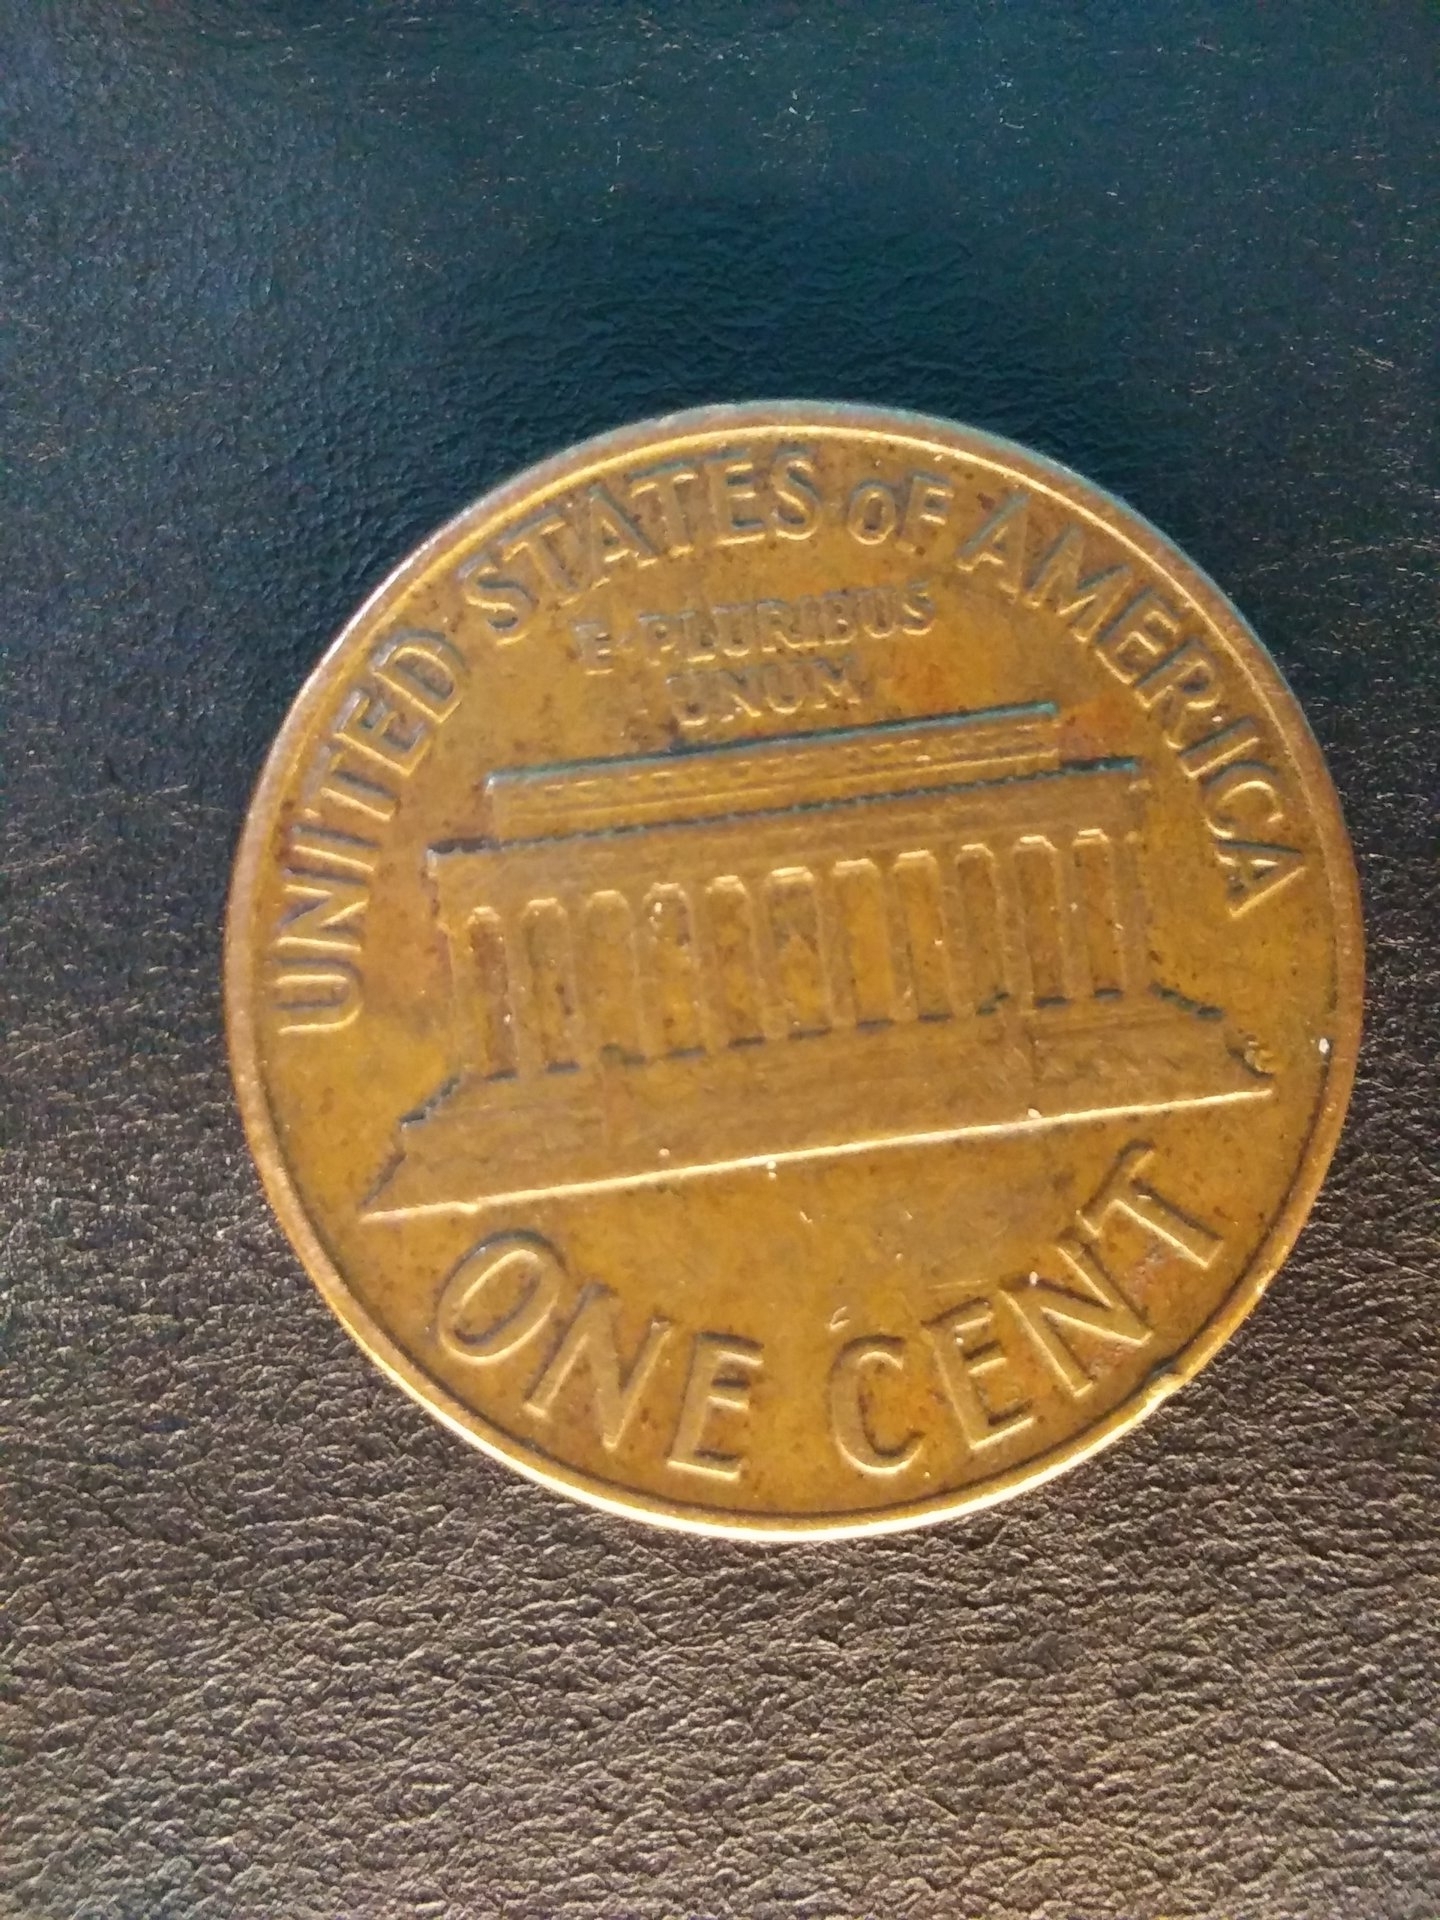 UNITED STATES OF AMERICA
E·PLURIBUS
UNUM
ONE CENT